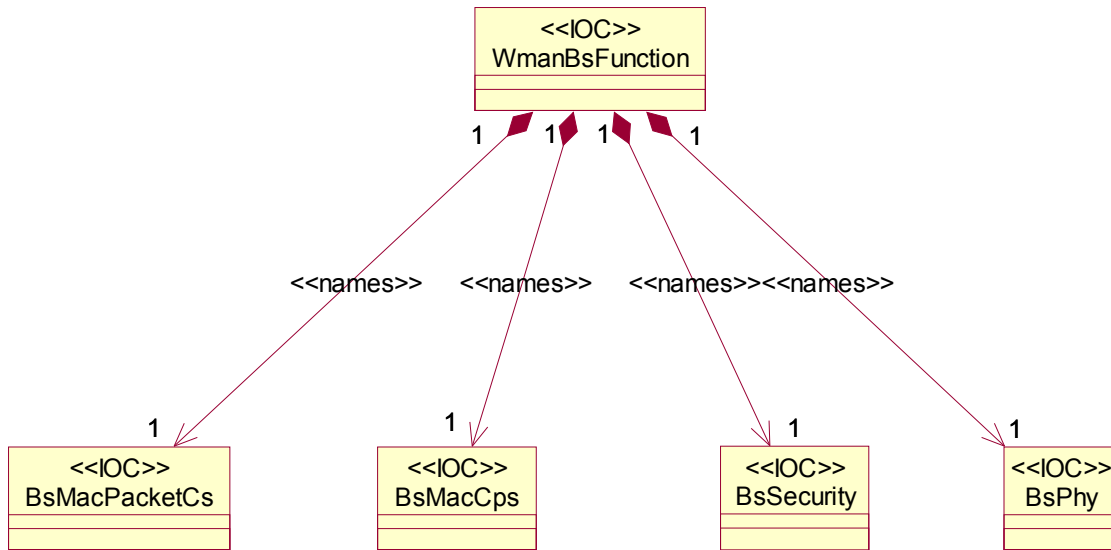 <<IOC>>
WmanBsFunction
1 1 1 1
<<names>> <<names>> <<names>> <<names>>
1 1 1 1
<<IOC>> <<IOC>> <<IOC>> <<IOC>>
BsMacPacketCs BsMacCps BsSecurity BsPhy